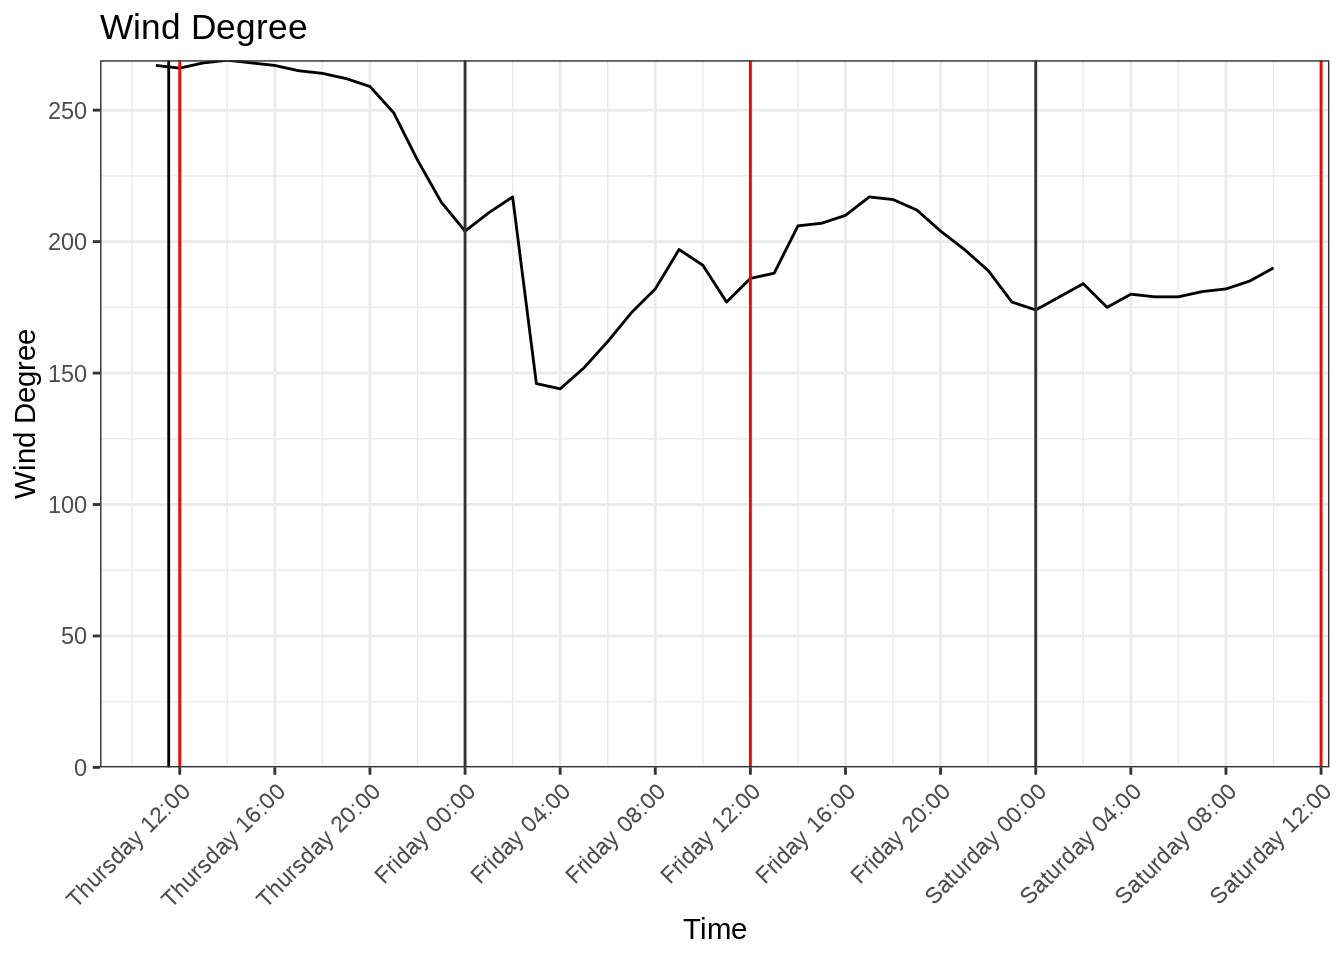 Wind Degree
Wind Degree
250
200
150
100
50
0
Thursday 12:00
Thursday 16:00
Thursday 20:00
Friday 00:00
Friday 04:00
Friday 08:00
Friday 12:00
Friday 16:00
Friday 20:00
Saturday 00:00
Saturday 04:00
Saturday 08:00
Saturday 12:00
Time